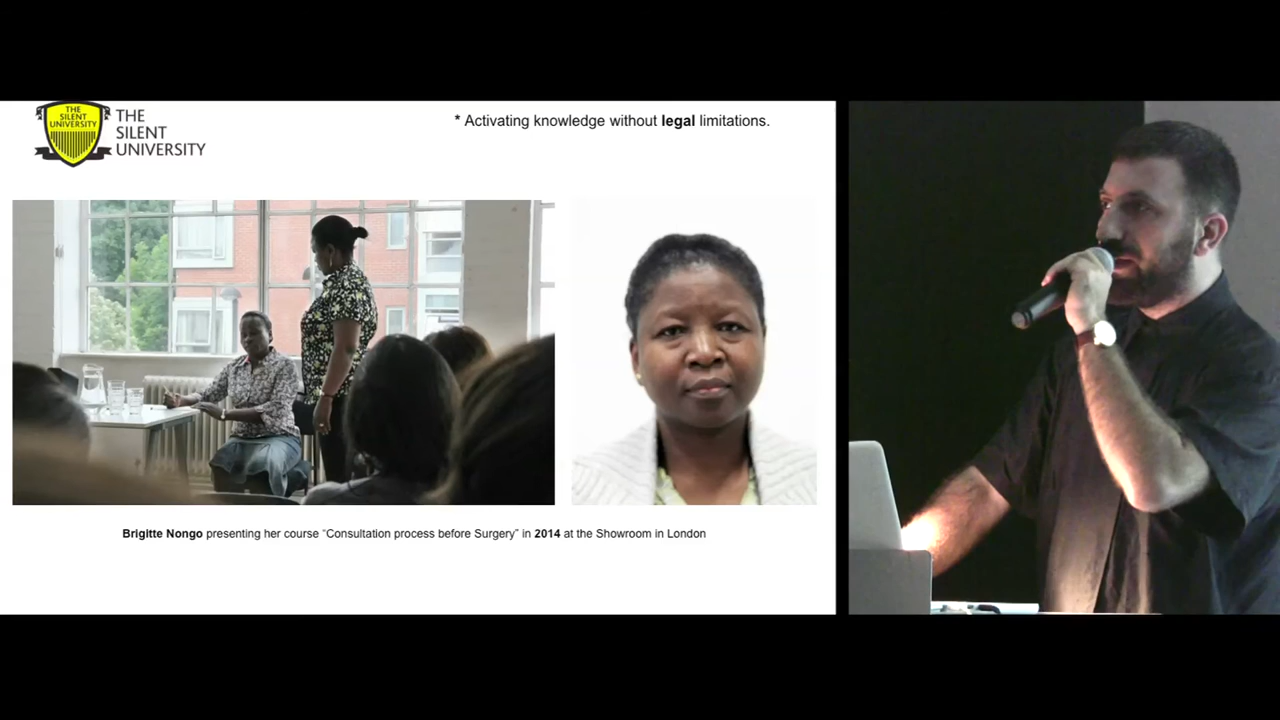 THE
SILENT
UNIVERSITY
THE
SILENT
UNIVERSITY
* Activating knowledge without legal limitations.
Brigitte Nongo presenting her course “Consultation process before Surgery” in 2014 at the Showroom in London